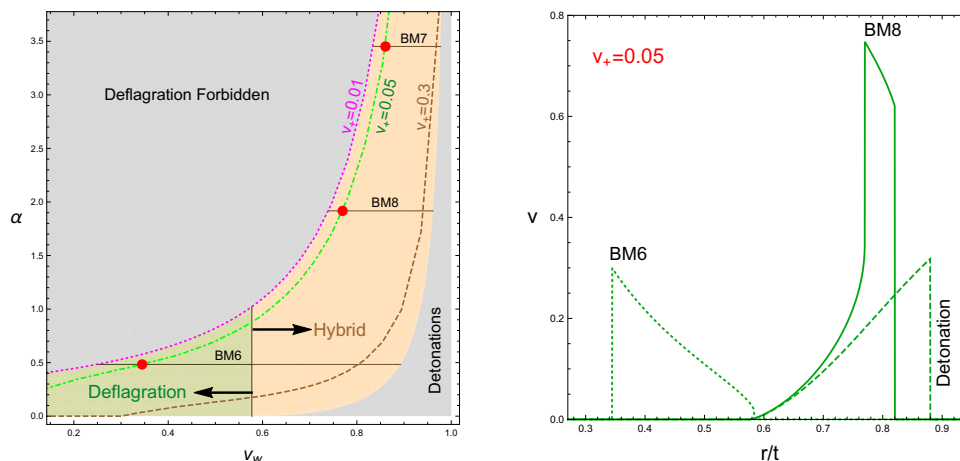 3.5
3.0
2.5
2.0
1.5
1.0
0.5
0.0
α
Deflagration Forbidden
v+=0.01
v+=0.05
v+=0.3
BM7
BM8
BM6
Hybrid
Deflagration
Detonations
0.2
0.4
0.6
0.8
1.0
vw
0.8
0.6
0.4
0.2
0.0
v
v+=0.05
BM8
BM6
Detonation
0.3
0.4
0.5
0.6
0.7
0.8
0.9
r/t